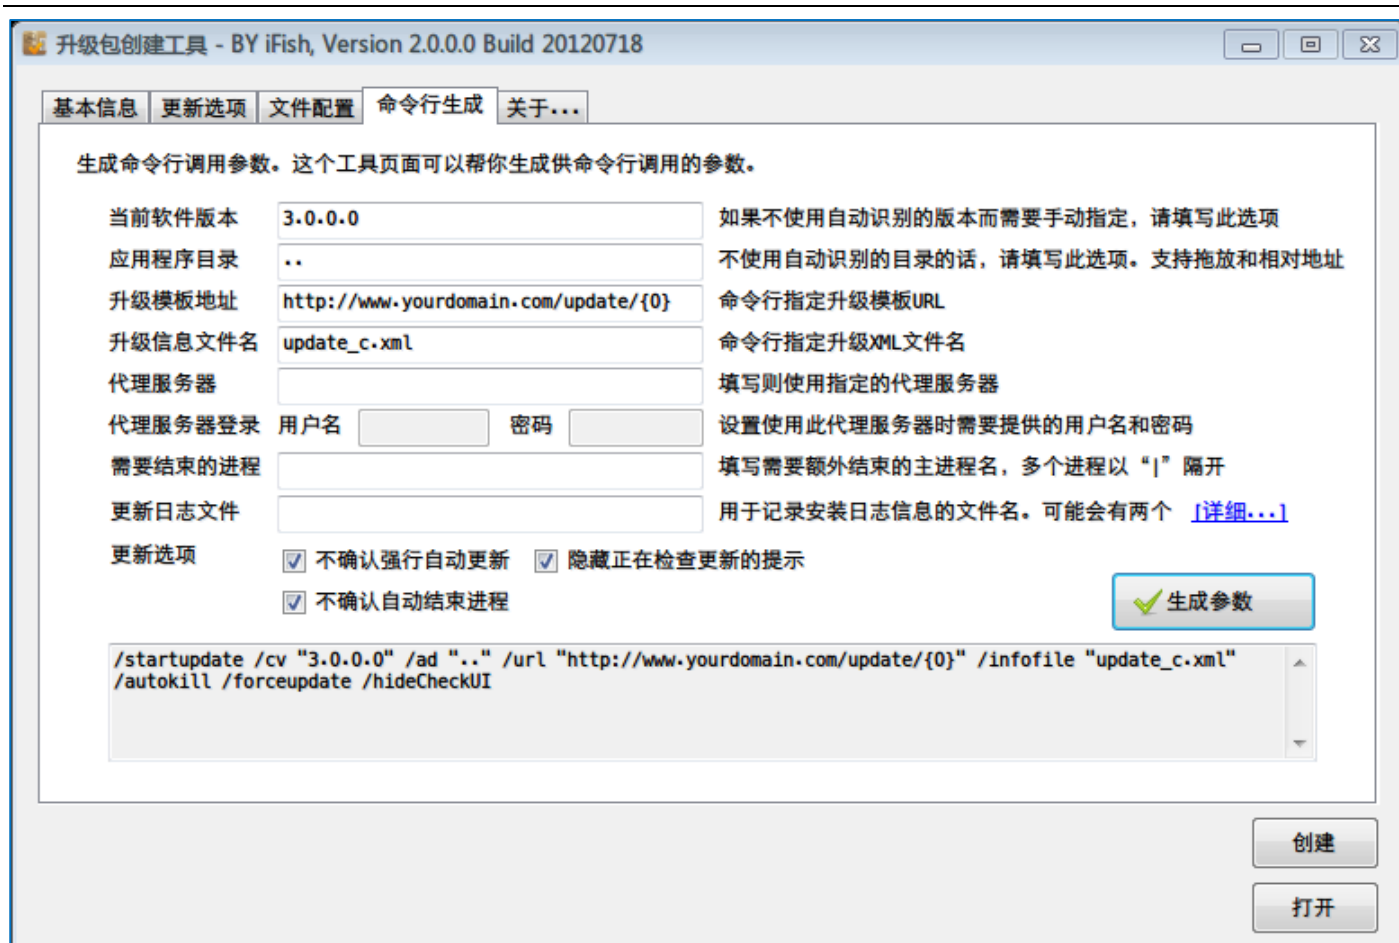 升级包创建工具 - BY iFish, Version 2.0.0.0 Build 20120718
基本信息 更新选项 文件配置 命令行生成 关于...
生成命令行调用参数。这个工具页面可以帮你生成供命令行调用的参数。
当前软件版本 3.0.0.0 如果不使用自动识别的版本而需要手动指定，请填写此选项
应用程序目录 .. 不使用自动识别的目录的话，请填写此选项。支持拖放和相对地址
升级模板地址 http://www.yourdomain.com/update/{0} 命令行指定升级模板URL
升级信息文件名 update_c.xml 命令行指定升级XML文件名
代理服务器 填写则使用指定的代理服务器
代理服务器登录 用户名 密码 设置使用此代理服务器时需要提供的用户名和密码
需要结束的进程 填写需要额外结束的主进程名，多个进程以“|”隔开
更新日志文件 用于记录安装日志信息的文件名。可能会有两个 [详细...]
更新选项 不确认强行自动更新 隐藏正在检查更新的提示
不确认自动结束进程 生成参数
/startupdate /cv "3.0.0.0" /ad ".." /url "http://www.yourdomain.com/update/{0}" /infofile "update_c.xml"
/autokill /forceupdate /hideCheckUI
创建
打开